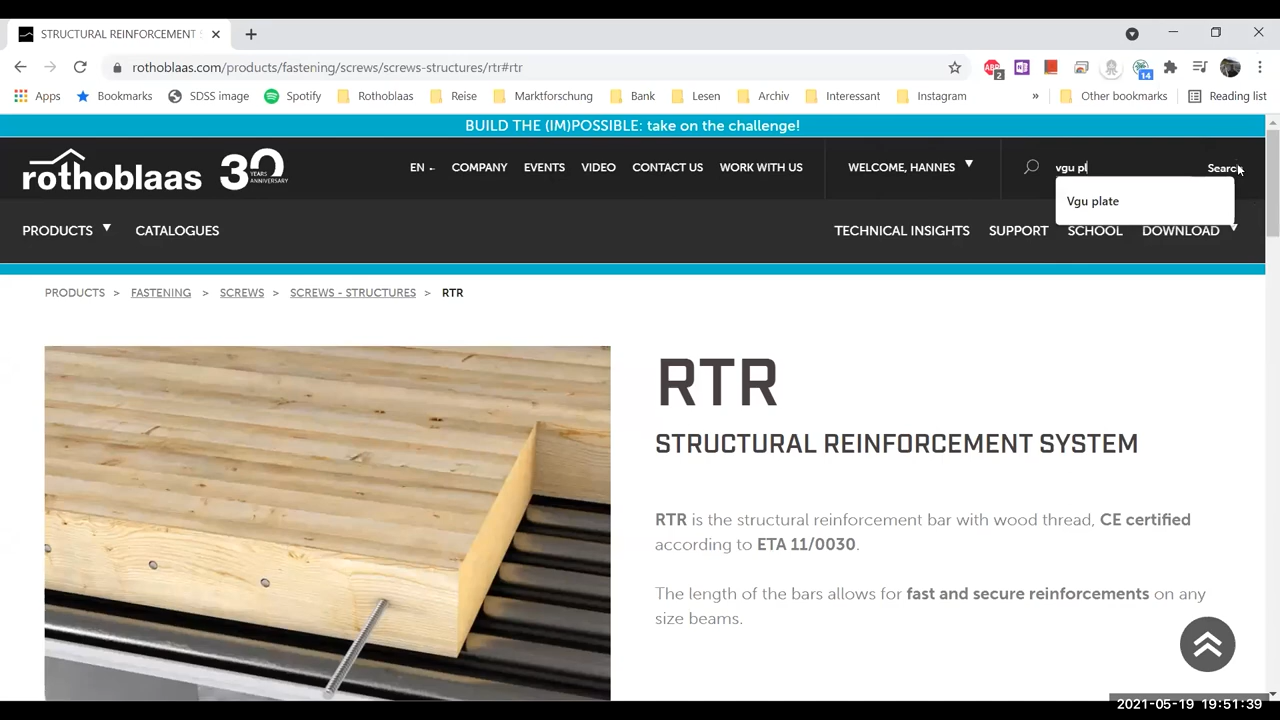 STRUCTURAL REINFORCEMENT S
rothoblaas.com/products/fastening/screws/screws-structures/rtr#rtr
2
14
Apps Bookmarks SDSS image Spotify Rothoblaas Reise Marktforschung Bank Lesen Archiv Interessant Instagram » Other bookmarks Reading list
BUILD THE (IM)POSSIBLE: take on the challenge!
rothoblaas 30 YEARS ANNIVERSARY
EN COMPANY EVENTS VIDEO CONTACT US WORK WITH US WELCOME, HANNES vgu pl Search
Vgu plate
PRODUCTS CATALOGUES TECHNICAL INSIGHTS SUPPORT SCHOOL DOWNLOAD
PRODUCTS > FASTENING > SCREWS > SCREWS - STRUCTURES > RTR
RTR
STRUCTURAL REINFORCEMENT SYSTEM
RTR is the structural reinforcement bar with wood thread, CE certified
according to ETA 11/0030.
The length of the bars allows for fast and secure reinforcements on any
size beams.
2021-05-19 19:51:39